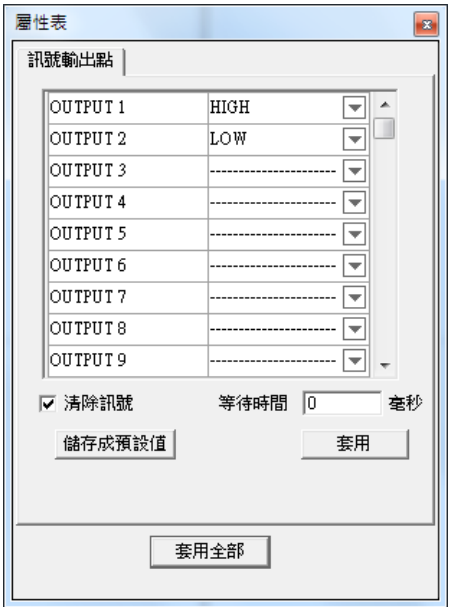 屬性表
訊號輸出點
OUTPUT 1 HIGH
OUTPUT 2 LOW
OUTPUT 3 ---------------------
OUTPUT 4 ---------------------
OUTPUT 5 ---------------------
OUTPUT 6 ---------------------
OUTPUT 7 ---------------------
OUTPUT 8 ---------------------
OUTPUT 9 ---------------------
清除訊號 等待時間 0 毫秒
儲存成預設值 套用
套用全部